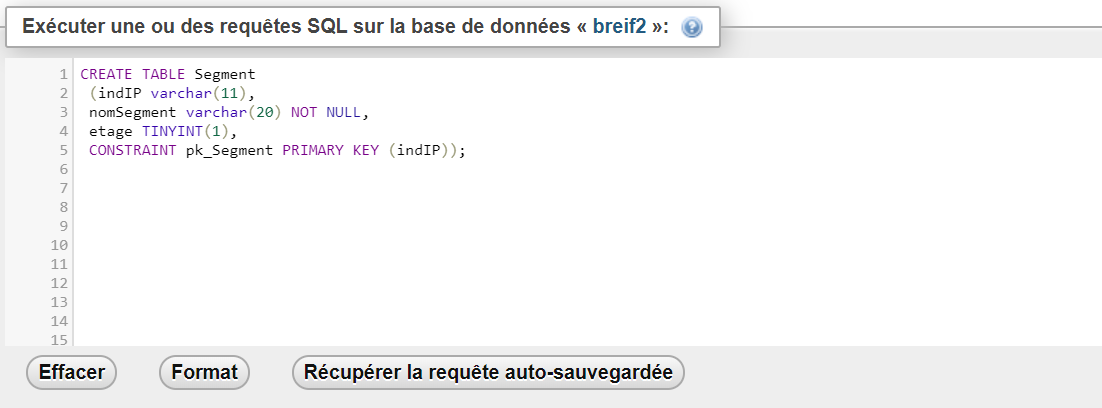 Exécuter une ou des requêtes SQL sur la base de données « breif2 »:
1 CREATE TABLE Segment
2 (indIP varchar(11),
3 nomSegment varchar(20) NOT NULL,
4 etage TINYINT(1),
5 CONSTRAINT pk_Segment PRIMARY KEY (indIP));
6
7
8
9
10
11
12
13
14
15
Effacer Format Récupérer la requête auto-sauvegardée